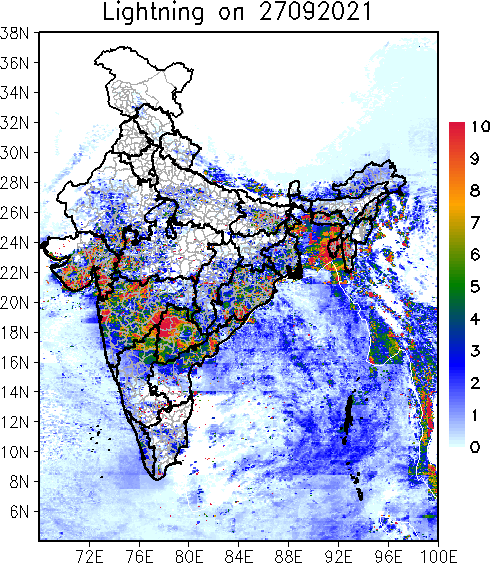 Lightning on 27092021
38N
36N
34N
32N
30N
28N
26N
24N
22N
20N
18N
16N
14N
12N
10N
8N
6N
72E 76E 80E 84E 88E 92E 96E 100E
10
9
8
7
6
5
4
3
2
1
0